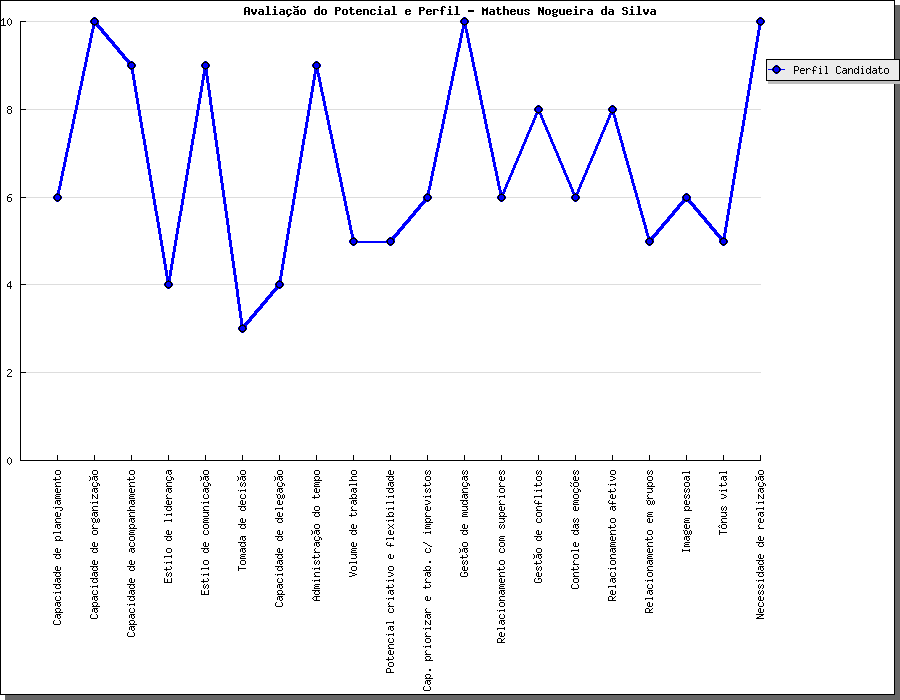 Avaliação do Potencial e Perfil - Matheus Nogueira da Silva
10
8
6
4
2
0
Perfil Candidato
Capacidade de planejamento
Capacidade de organização
Capacidade de acompanhamento
Estilo de liderança
Estilo de comunicação
Tomada de decisão
Capacidade de delegação
Administração do tempo
Volume de trabalho
Potencial criativo e flexibilidade
Cap. priorizar e trab. c/ imprevistos
Gestão de mudanças
Relacionamento com superiores
Gestão de conflitos
Controle das emoções
Relacionamento afetivo
Relacionamento em grupos
Imagem pessoal
Tônus vital
Necessidade de realização